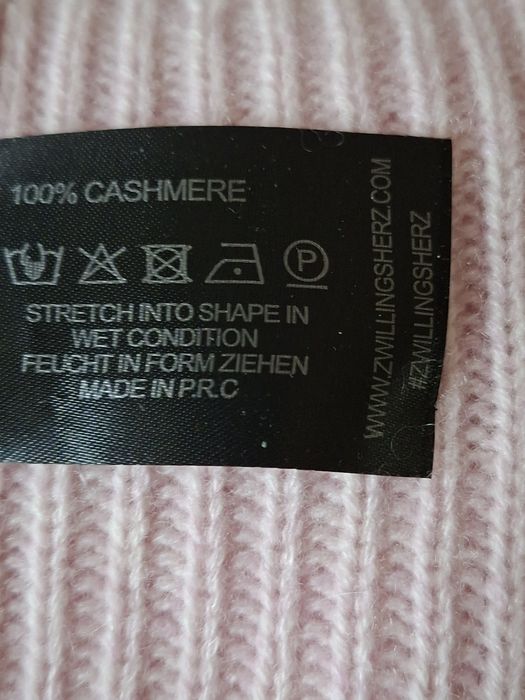 100% CASHMERE
P
STRETCH INTO SHAPE IN
WET CONDITION
FEUCHT IN FORM ZIEHEN
MADE IN P.R.C
WWW.ZWILLINGSHERZ.COM
#ZWILLINGSHERZ